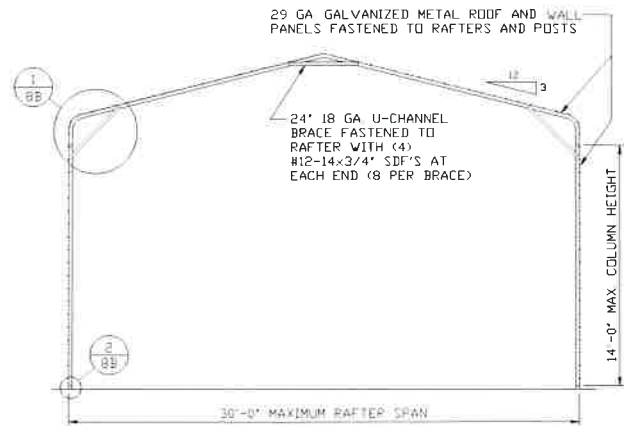 29 GA GALVANIZED METAL ROOF AND WALL
PANELS FASTENED TO RAFTERS AND POSTS
1
8B
12
3
24" 18 GA U-CHANNEL
BRACE FASTENED TO
RAFTER WITH (4)
#12-14x3/4" SDF'S AT
EACH END (8 PER BRACE)
14'-0" MAX COLUMN HEIGHT
2
8B
30'-0" MAXIMUM RAFTER SPAN